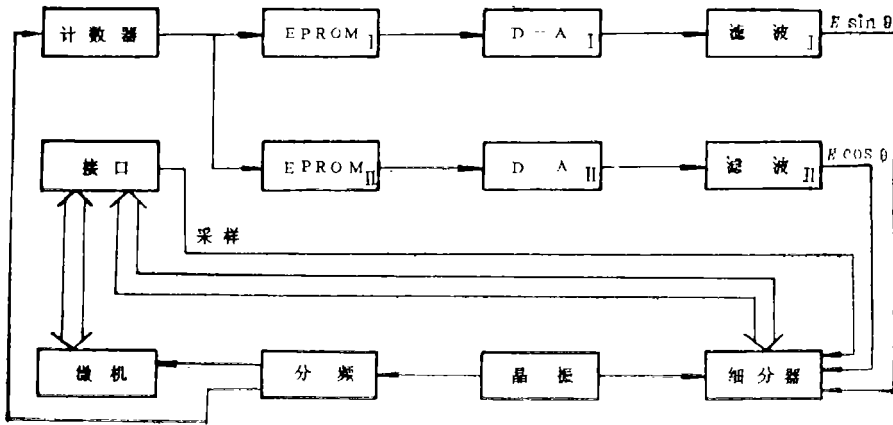 计数器
EPROM I
D－A I
滤波 I
E sin θ
接口
EPROM II
D A II
滤波 II
E cos θ
采样
微机
分频
晶振
细分器